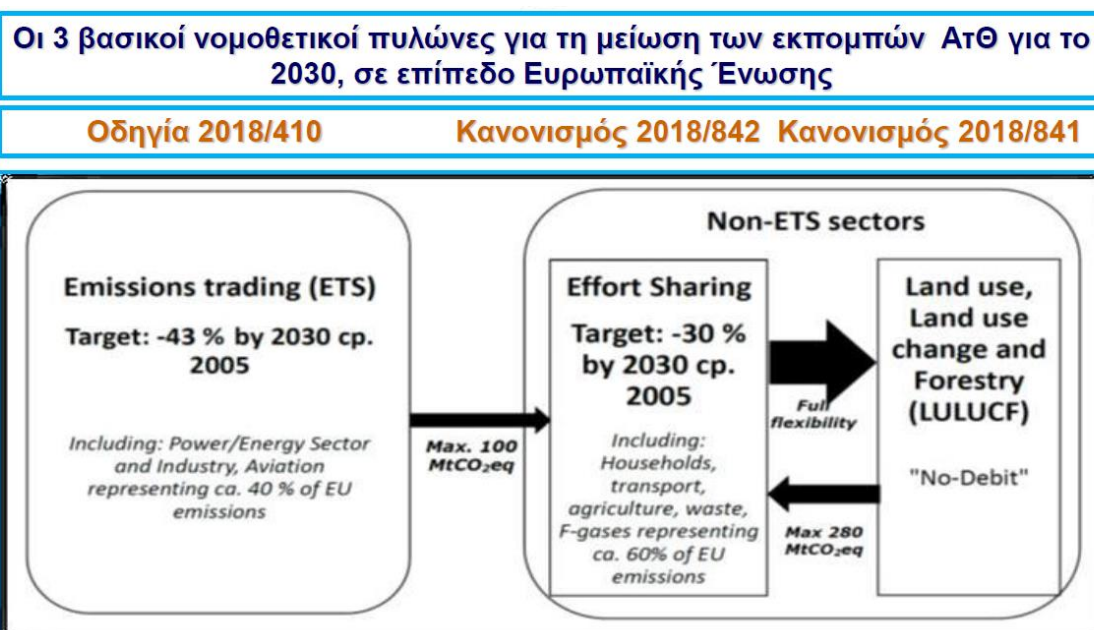 Οι 3 βασικοί νομοθετικοί πυλώνες για τη μείωση των εκπομπών ΑτΘ για το
2030, σε επίπεδο Ευρωπαϊκής Ένωσης
Οδηγία 2018/410 Κανονισμός 2018/842 Κανονισμός 2018/841
Emissions trading (ETS)
Target: -43 % by 2030 cp.
2005
Including: Power/Energy Sector
and Industry, Aviation
representing ca. 40 % of EU
emissions
Max. 100
MtCO₂eq
Non-ETS sectors
Effort Sharing
Target: -30 %
by 2030 cp.
2005
Including:
Households,
transport,
agriculture, waste,
F-gases representing
ca. 60% of EU
emissions
Full
flexibility
Max 280
MtCO₂eq
Land use,
Land use
change and
Forestry
(LULUCF)
"No-Debit"